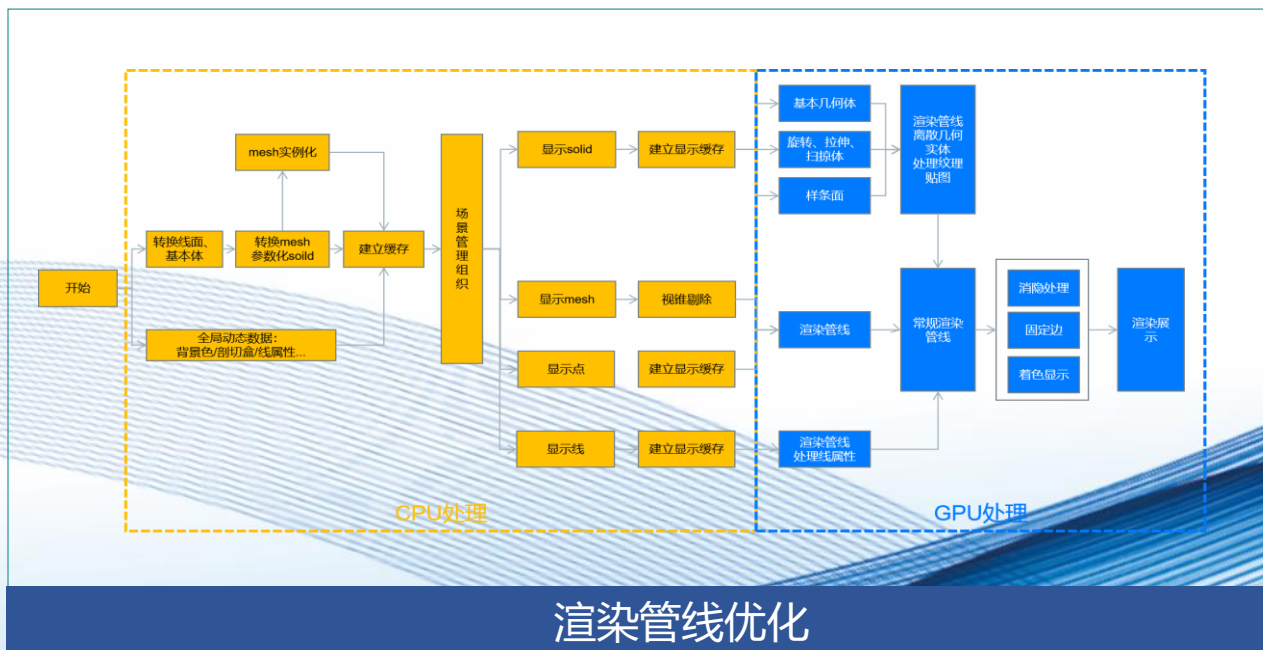 开始
转换线面、
基本体
全局动态数据：
背景色/剖切盒/线属性...
mesh实例化
转换mesh
参数化soild
建立缓存
场
景
管
理
组
织
显示solid
建立显示缓存
显示mesh
视锥剔除
显示点
建立显示缓存
显示线
建立显示缓存
CPU处理
基本几何体
旋转、拉伸、
扫掠体
样条面
渲染管线
离散几何
实体
处理纹理
贴图
渲染管线
常规渲染
管线
渲染管线
处理线属性
消隐处理
固定边
着色显示
渲染展
示
GPU处理
渲染管线优化